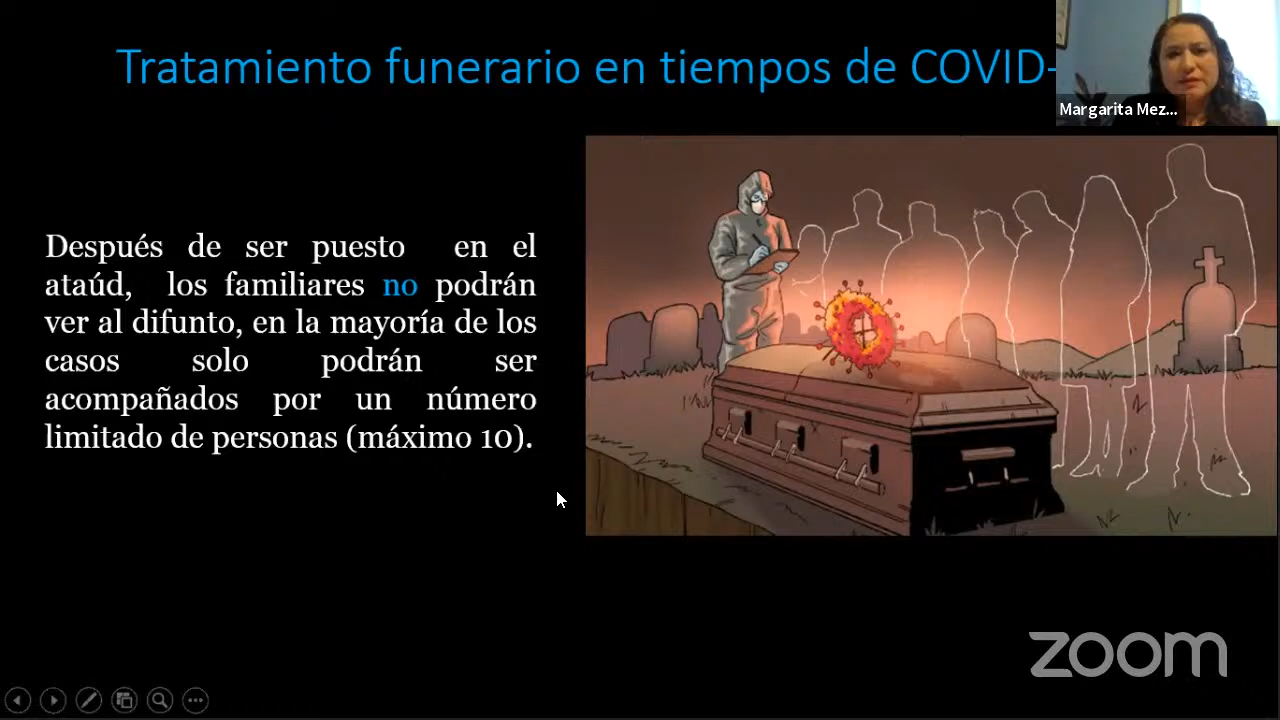 Tratamiento funerario en tiempos de COVID-
Margarita Mez...
Después de ser puesto en el
ataúd, los familiares no podrán
ver al difunto, en la mayoría de los
casos solo podrán ser
acompañados por un número
limitado de personas (máximo 10).
zoom